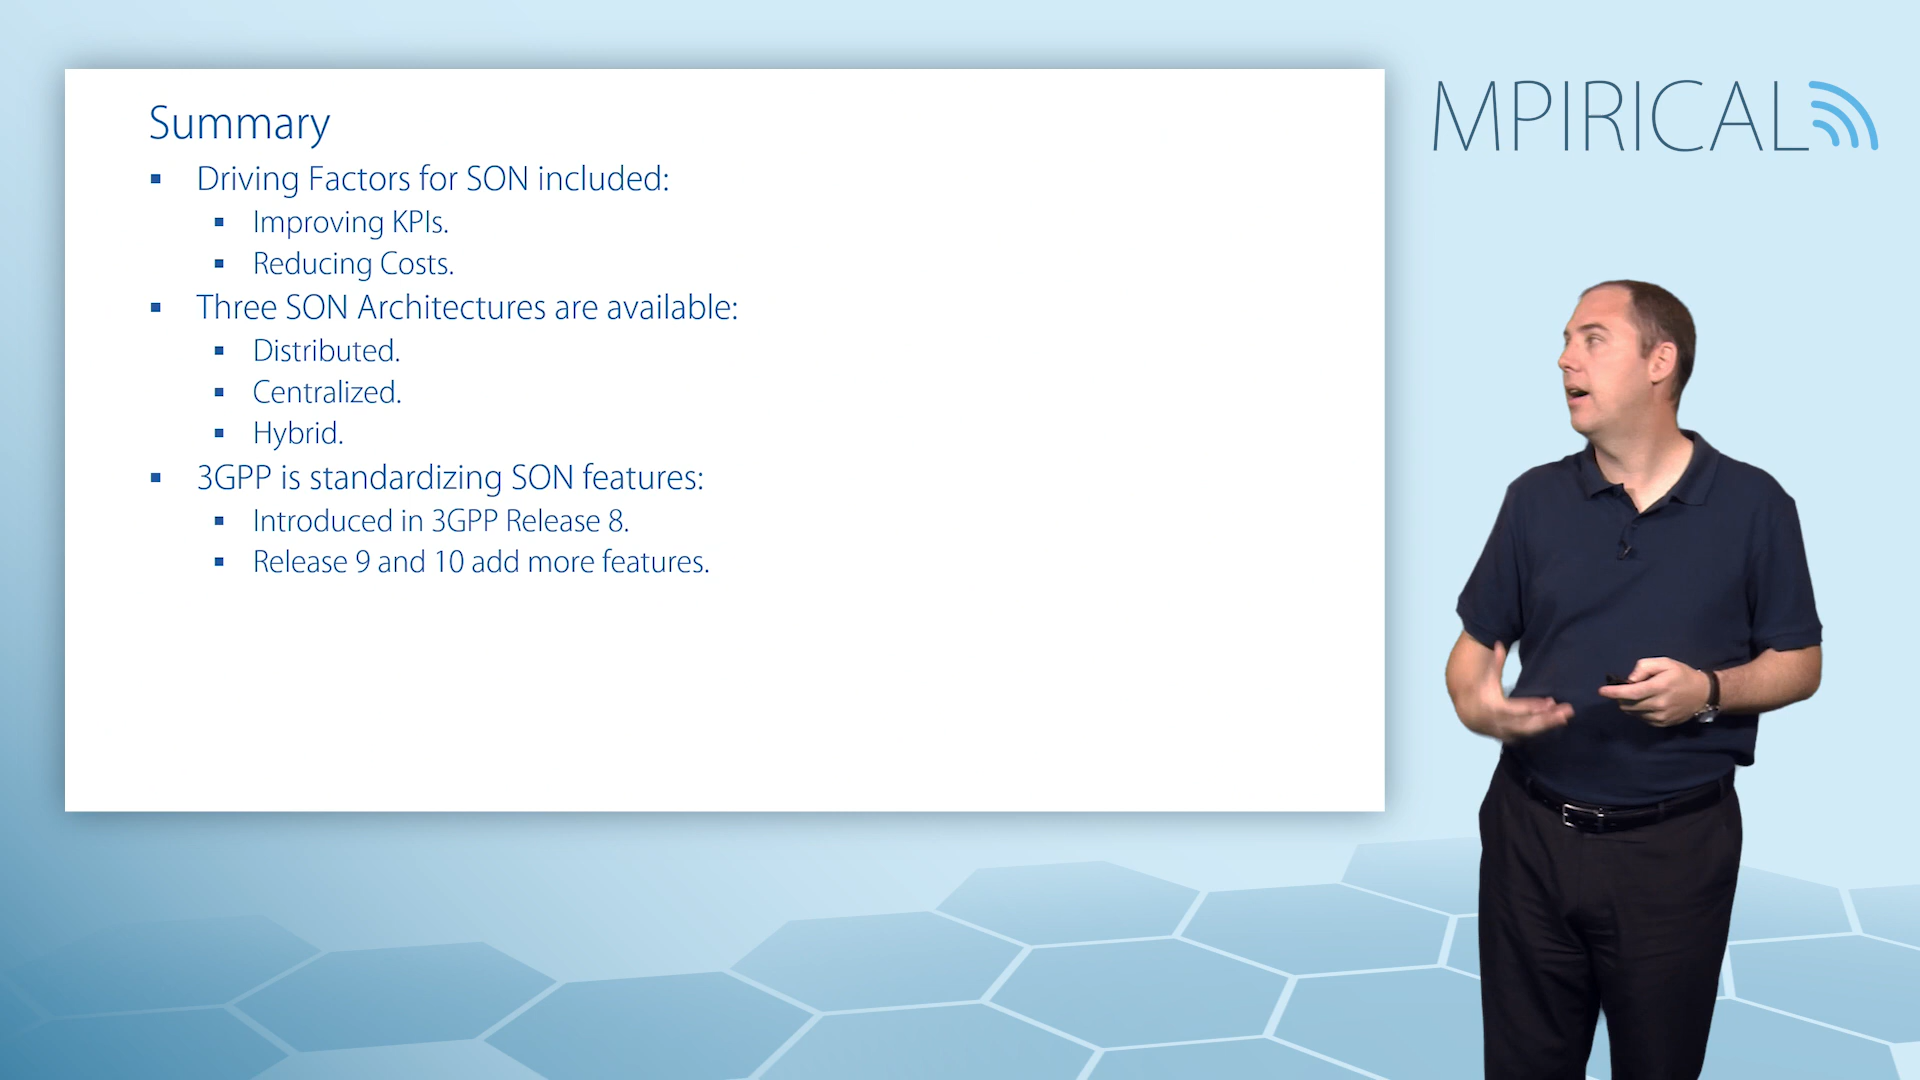 Summary
Driving Factors for SON included:
Improving KPIs.
Reducing Costs.
Three SON Architectures are available:
Distributed.
Centralized.
Hybrid.
3GPP is standardizing SON features:
Introduced in 3GPP Release 8.
Release 9 and 10 add more features.
MPIRICAL